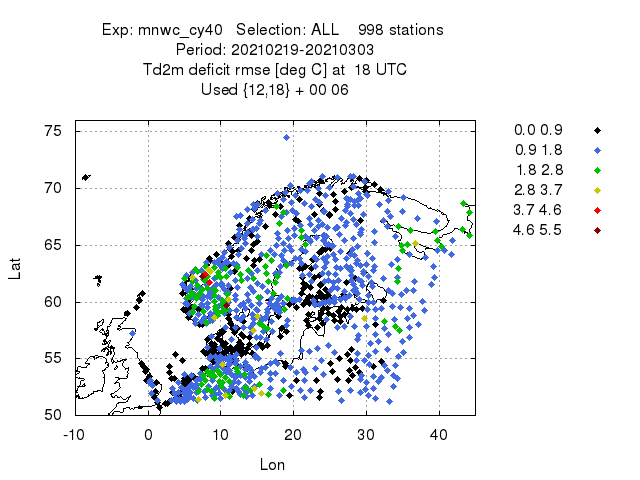 Exp: mnwc_cy40 Selection: ALL 998 stations
Period: 20210219-20210303
Td2m deficit rmse [deg C] at 18 UTC
Used {12,18} + 00 06
0.0 0.9
0.9 1.8
1.8 2.8
2.8 3.7
3.7 4.6
4.6 5.5
75
70
65
60
55
50
Lat
-10 0 10 20 30 40
Lon